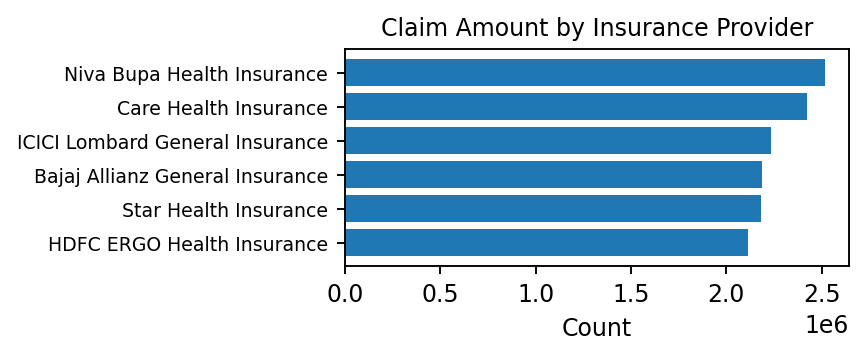 Claim Amount by Insurance Provider
Niva Bupa Health Insurance
Care Health Insurance
ICICI Lombard General Insurance
Bajaj Allianz General Insurance
Star Health Insurance
HDFC ERGO Health Insurance
0.0 0.5 1.0 1.5 2.0 2.5
1e6
Count